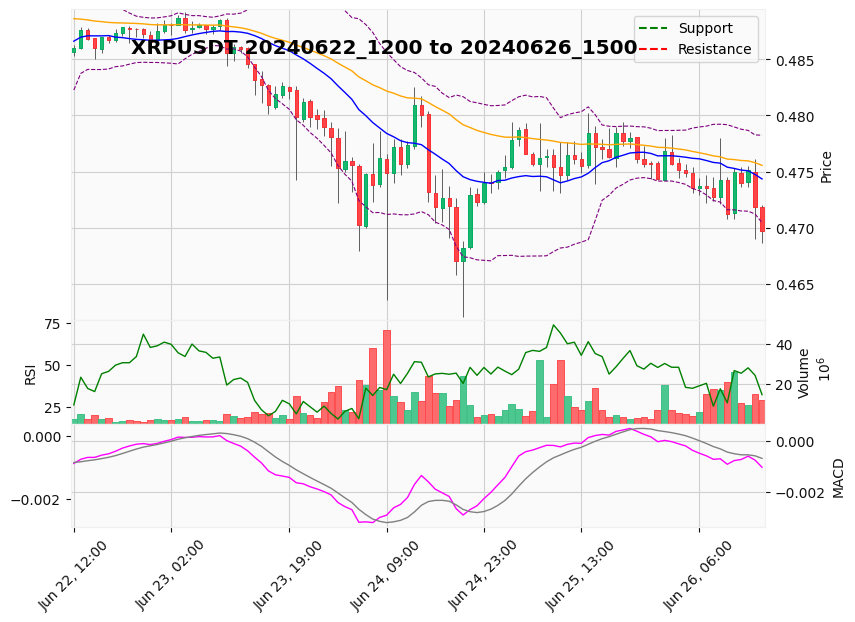 XRPUSDT 20240622_1200 to 20240626_1500
Support
Resistance
0.485
0.480
0.475
0.470
0.465
Price
75
50
25
RSI
40
20
Volume
10^6
0.000
−0.002
0.000
−0.002
MACD
Jun 22, 12:00
Jun 23, 02:00
Jun 23, 19:00
Jun 24, 09:00
Jun 24, 23:00
Jun 25, 13:00
Jun 26, 06:00